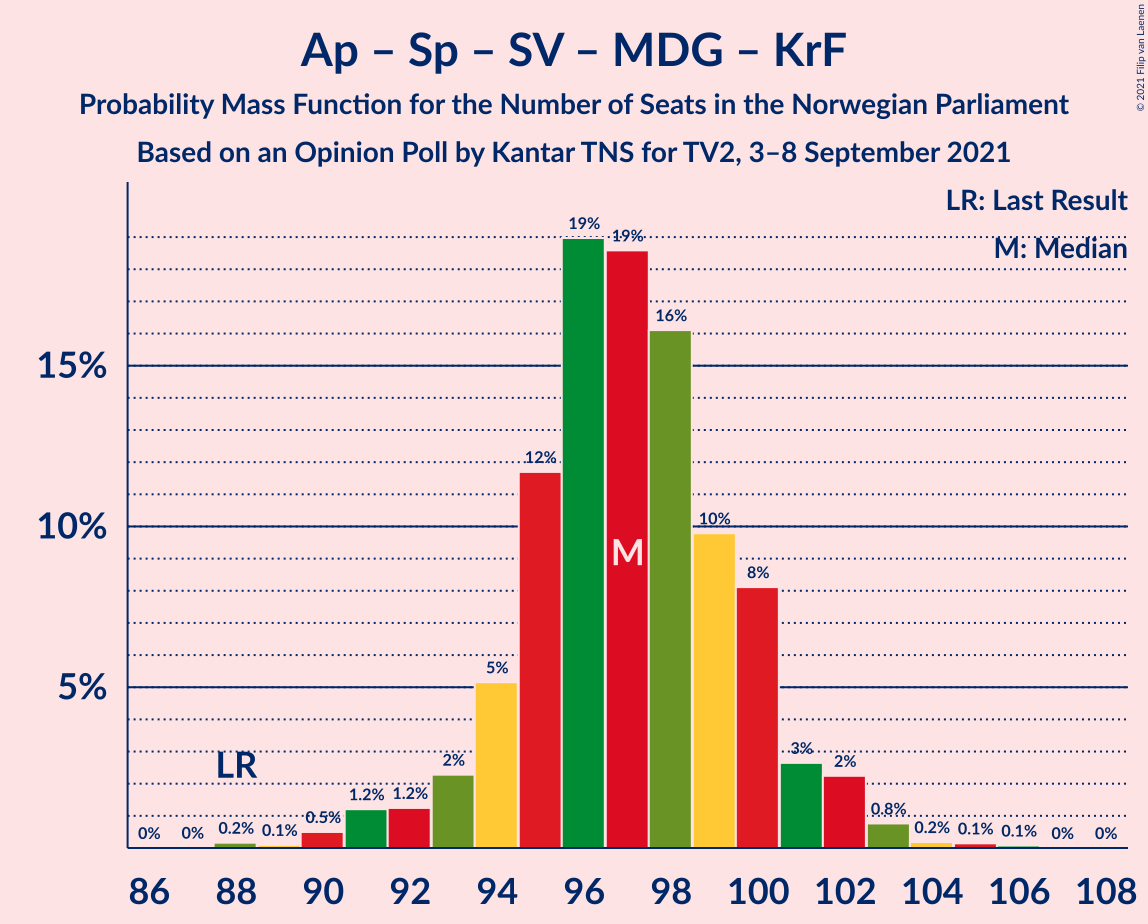 Ap – Sp – SV – MDG – KrF
Probability Mass Function for the Number of Seats in the Norwegian Parliament
Based on an Opinion Poll by Kantar TNS for TV2, 3–8 September 2021
© 2021 Filip van Laenen
LR: Last Result
M: Median
15%
10%
5%
LR
M
0%
0%
0.2%
0.1%
0.5%
1.2%
1.2%
2%
5%
12%
19%
19%
16%
10%
8%
3%
2%
0.8%
0.2%
0.1%
0.1%
0%
0%
86 88 90 92 94 96 98 100 102 104 106 108